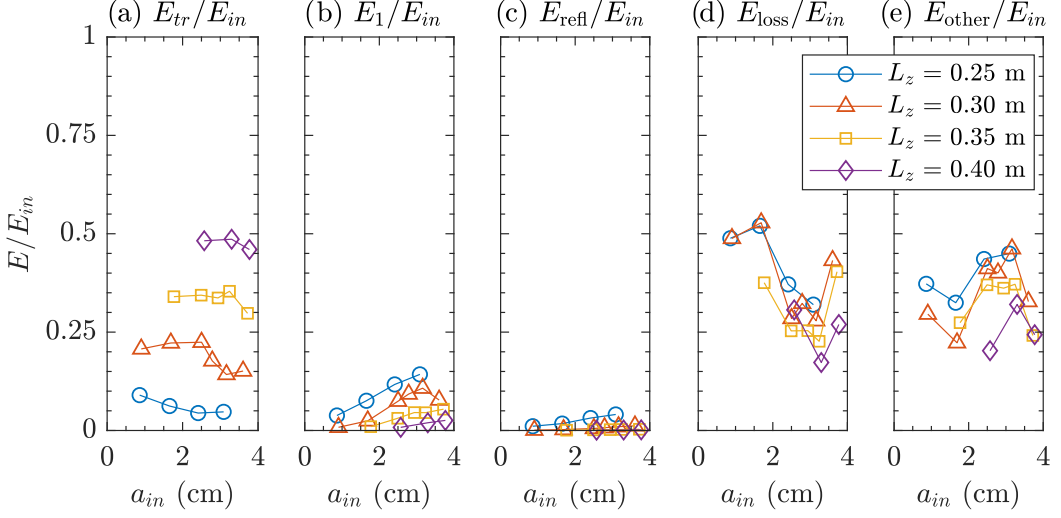 (a) E_tr/E_in (b) E_1/E_in (c) E_refl/E_in (d) E_loss/E_in (e) E_other/E_in
1
0.75
0.5
0.25
0
E/E_in
L_z = 0.25 m
L_z = 0.30 m
L_z = 0.35 m
L_z = 0.40 m
0 2 4 0 2 4 0 2 4 0 2 4 0 2 4
a_in (cm) a_in (cm) a_in (cm) a_in (cm) a_in (cm)